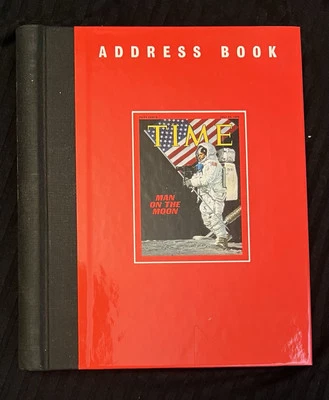 ADDRESS BOOK
TIME
MAN
ON THE
MOON